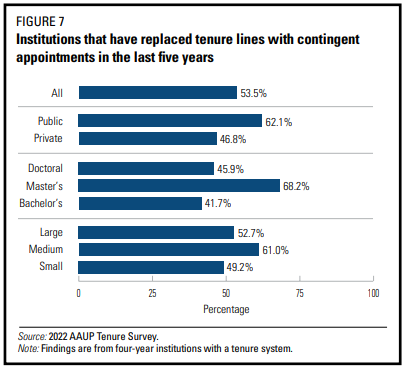 FIGURE 7
Institutions that have replaced tenure lines with contingent
appointments in the last five years
All 53.5%
Public 62.1%
Private 46.8%
Doctoral 45.9%
Master's 68.2%
Bachelor's 41.7%
Large 52.7%
Medium 61.0%
Small 49.2%
0 25 50 75 100
Percentage
Source: 2022 AAUP Tenure Survey.
Note: Findings are from four-year institutions with a tenure system.